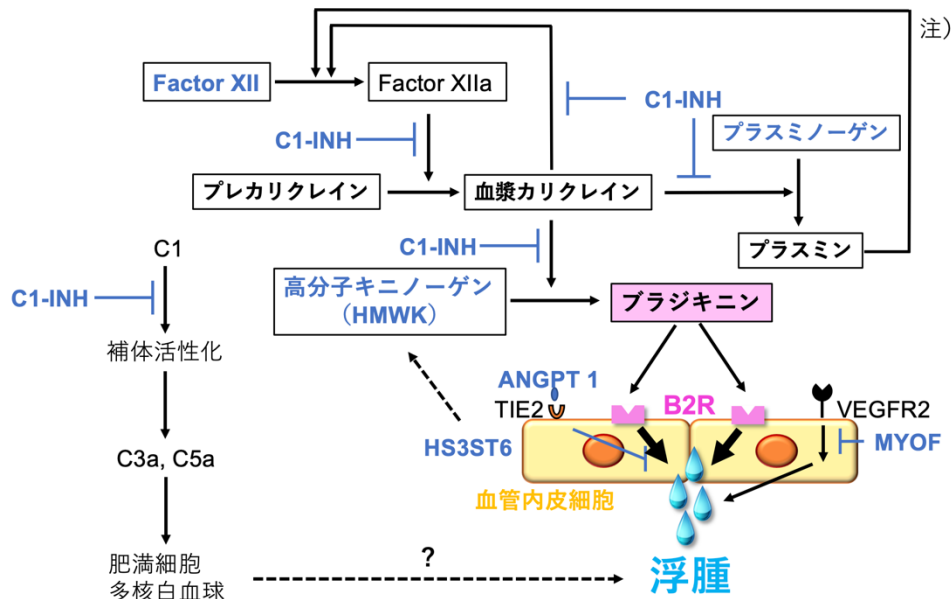 注）
Factor XII
Factor XIIa
C1-INH
C1-INH
プラスミノーゲン
プレカリクレイン
血漿カリクレイン
プラスミン
C1-INH
C1
C1-INH
高分子キニノーゲン
（HMWK）
ブラジキニン
補体活性化
ANGPT 1
TIE2
B2R
VEGFR2
HS3ST6
MYOF
C3a, C5a
血管内皮細胞
?
浮腫
肥満細胞
多核白血球